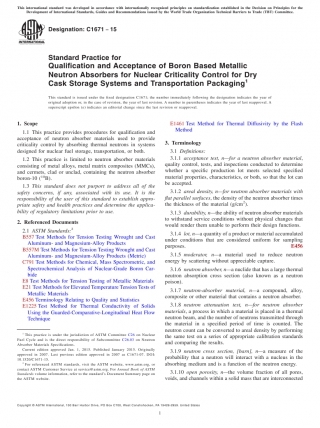 This international standard was developed in accordance with internationally recognized principles on standardization established in the Decision on Principles for the
Development of International Standards, Guides and Recommendations issued by the World Trade Organization Technical Barriers to Trade (TBT) Committee.
Designation: C1671 − 15
Standard Practice for
Qualification and Acceptance of Boron Based Metallic
Neutron Absorbers for Nuclear Criticality Control for Dry
Cask Storage Systems and Transportation Packaging1
This standard is issued under the fixed designation C1671; the number immediately following the designation indicates the year of
original adoption or, in the case of revision, the year of last revision. A number in parentheses indicates the year of last reapproval. A
superscript epsilon (ε) indicates an editorial change since the last revision or reapproval.
1. Scope
1.1 This practice provides procedures for qualification and
acceptance of neutron absorber materials used to provide
criticality control by absorbing thermal neutrons in systems
designed for nuclear fuel storage, transportation, or both.
1.2 This practice is limited to neutron absorber materials
consisting of metal alloys, metal matrix composites (MMCs),
and cermets, clad or unclad, containing the neutron absorber
boron-10 (10B).
1.3 This standard does not purport to address all of the
safety concerns, if any, associated with its use. It is the
responsibility of the user of this standard to establish appro-
priate safety and health practices and determine the applica-
bility of regulatory limitations prior to use.
2. Referenced Documents
2.1 ASTM Standards:2
B557 Test Methods for Tension Testing Wrought and Cast
Aluminum- and Magnesium-Alloy Products
B557M Test Methods for Tension Testing Wrought and Cast
Aluminum- and Magnesium-Alloy Products (Metric)
C791 Test Methods for Chemical, Mass Spectrometric, and
Spectrochemical Analysis of Nuclear-Grade Boron Car-
bide
E8 Test Methods for Tension Testing of Metallic Materials
E21 Test Methods for Elevated Temperature Tension Tests of
Metallic Materials
E456 Terminology Relating to Quality and Statistics
E1225 Test Method for Thermal Conductivity of Solids
Using the Guarded-Comparative-Longitudinal Heat Flow
Technique
1 This practice is under the jurisdiction of ASTM Committee C26 on Nuclear
Fuel Cycle and is the direct responsibility of Subcommittee C26.03 on Neutron
Absorber Materials Specifications.
Current edition approved Jan. 1, 2015. Published January 2015. Originally
approved in 2007. Last previous edition approved in 2007 as C1671-07. DOI:
10.1520/C1671-15.
2 For referenced ASTM standards, visit the ASTM website, www.astm.org, or
contact ASTM Customer Service at service@astm.org. For Annual Book of ASTM
Standards volume information, refer to the standard's Document Summary page on
the ASTM website.
E1461 Test Method for Thermal Diffusivity by the Flash
Method
3. Terminology
3.1 Definitions:
3.1.1 acceptance test, n—for a neutron absorber material,
quality control, tests, and inspections conducted to determine
whether a specific production lot meets selected specified
material properties, characteristics, or both, so that the lot can
be accepted.
3.1.2 areal density, n—for neutron absorber materials with
flat parallel surfaces, the density of the neutron absorber times
the thickness of the material (g/cm2).
3.1.3 durability, n—the ability of neutron absorber materials
to withstand service conditions without physical changes that
would render them unable to perform their design functions.
3.1.4 lot, n—a quantity of a product or material accumulated
under conditions that are considered uniform for sampling
purposes. E456
3.1.5 moderator, n—a material used to reduce neutron
energy by scattering without appreciable capture.
3.1.6 neutron absorber, n—a nuclide that has a large thermal
neutron absorption cross section (also known as a neutron
poison).
3.1.7 neutron-absorber material, n—a compound, alloy,
composite or other material that contains a neutron absorber.
3.1.8 neutron attenuation test, n—for neutron absorber
materials, a process in which a material is placed in a thermal
neutron beam, and the number of neutrons transmitted through
the material in a specified period of time is counted. The
neutron count can be converted to areal density by performing
the same test on a series of appropriate calibration standards
and comparing the results.
3.1.9 neutron cross section, [barn], n—a measure of the
probability that a neutron will interact with a nucleus in the
absorbing medium and is a function of the neutron energy.
3.1.10 open porosity, n—the volume fraction of all pores,
voids, and channels within a solid mass that are interconnected
1